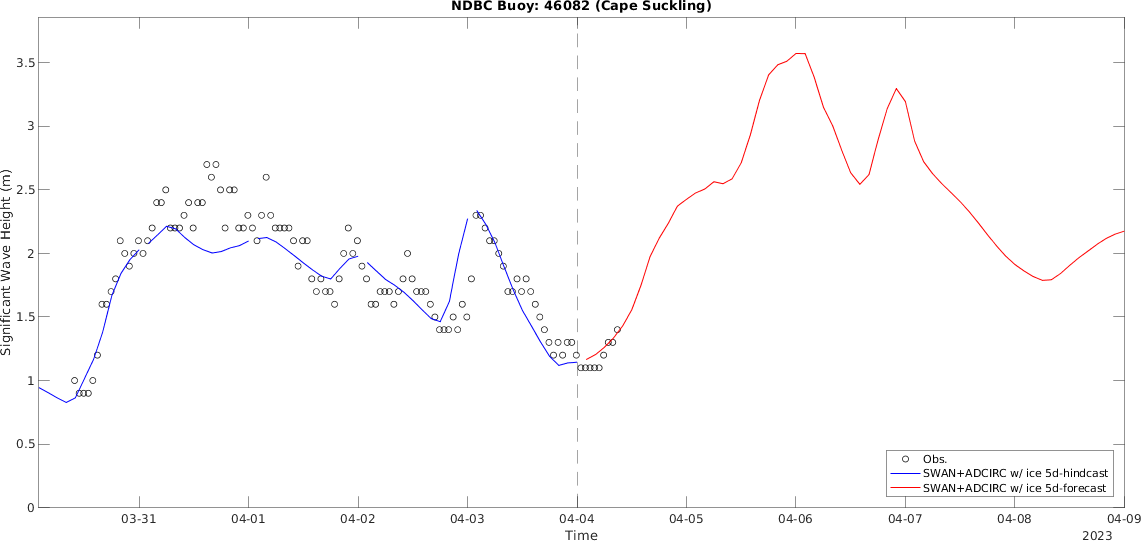 NDBC Buoy: 46082 (Cape Suckling)
Significant Wave Height (m)
3.5
3
2.5
2
1.5
1
0.5
0
Obs.
SWAN+ADCIRC w/ ice 5d-hindcast
SWAN+ADCIRC w/ ice 5d-forecast
03-31 04-01 04-02 04-03 04-04 04-05 04-06 04-07 04-08 04-09
Time
2023